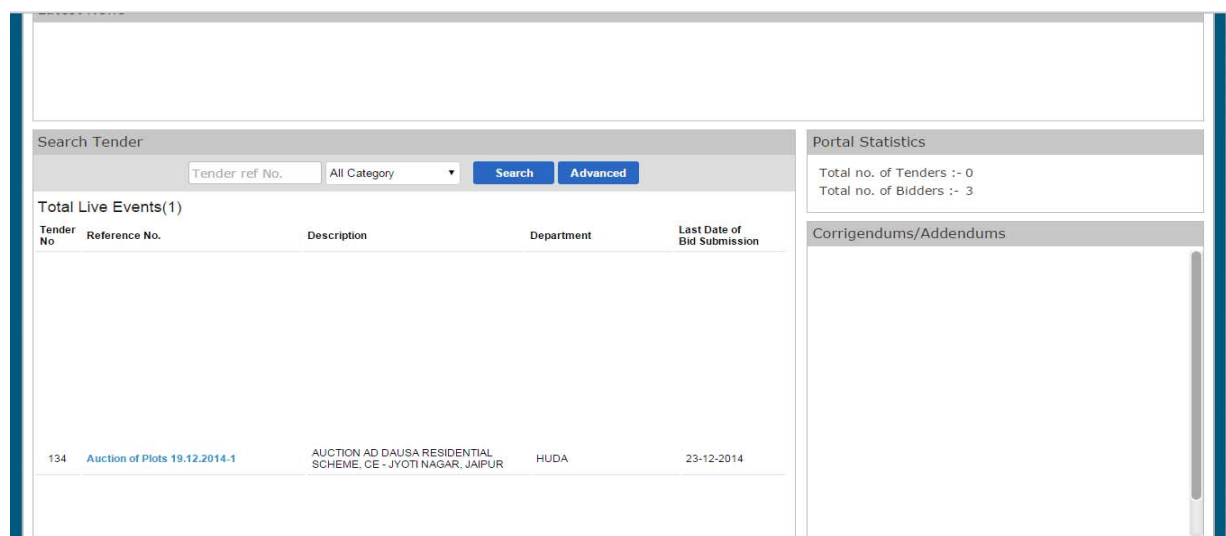 Search Tender
Tender ref No.
All Category
Search
Advanced
Total Live Events(1)
Tender No
Reference No.
Description
Department
Last Date of
Bid Submission
134
Auction of Plots 19.12.2014-1
AUCTION AD DAUSA RESIDENTIAL
SCHEME, CE - JYOTI NAGAR, JAIPUR
HUDA
23-12-2014
Portal Statistics
Total no. of Tenders :- 0
Total no. of Bidders :- 3
Corrigendums/Addendums